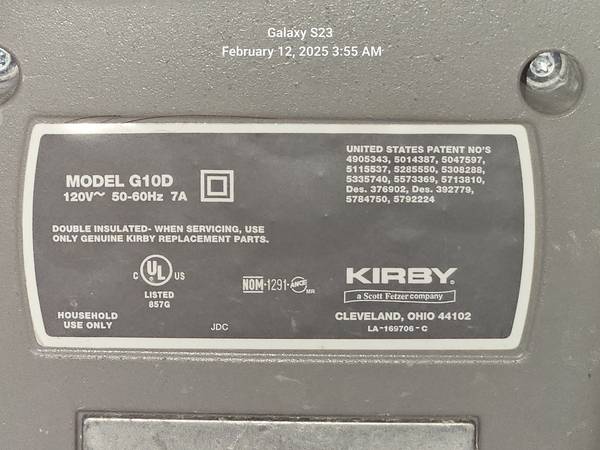 Galaxy S23
February 12, 2025 3:55 AM
MODEL G10D
120V~ 50-60Hz 7A
UNITED STATES PATENT NO'S
4905343, 5014387, 5047597,
5115537, 5285550, 5308288,
5335740, 5573369, 5713810,
Des. 376902, Des. 392779,
5784750, 5792224
DOUBLE INSULATED- WHEN SERVICING, USE
ONLY GENUINE KIRBY REPLACEMENT PARTS.
C UL US
LISTED
857G
NOM-1291-ANCE
MR
KIRBY
a Scott Fetzer company
CLEVELAND, OHIO 44102
LA-169706-C
HOUSEHOLD
USE ONLY
JDC